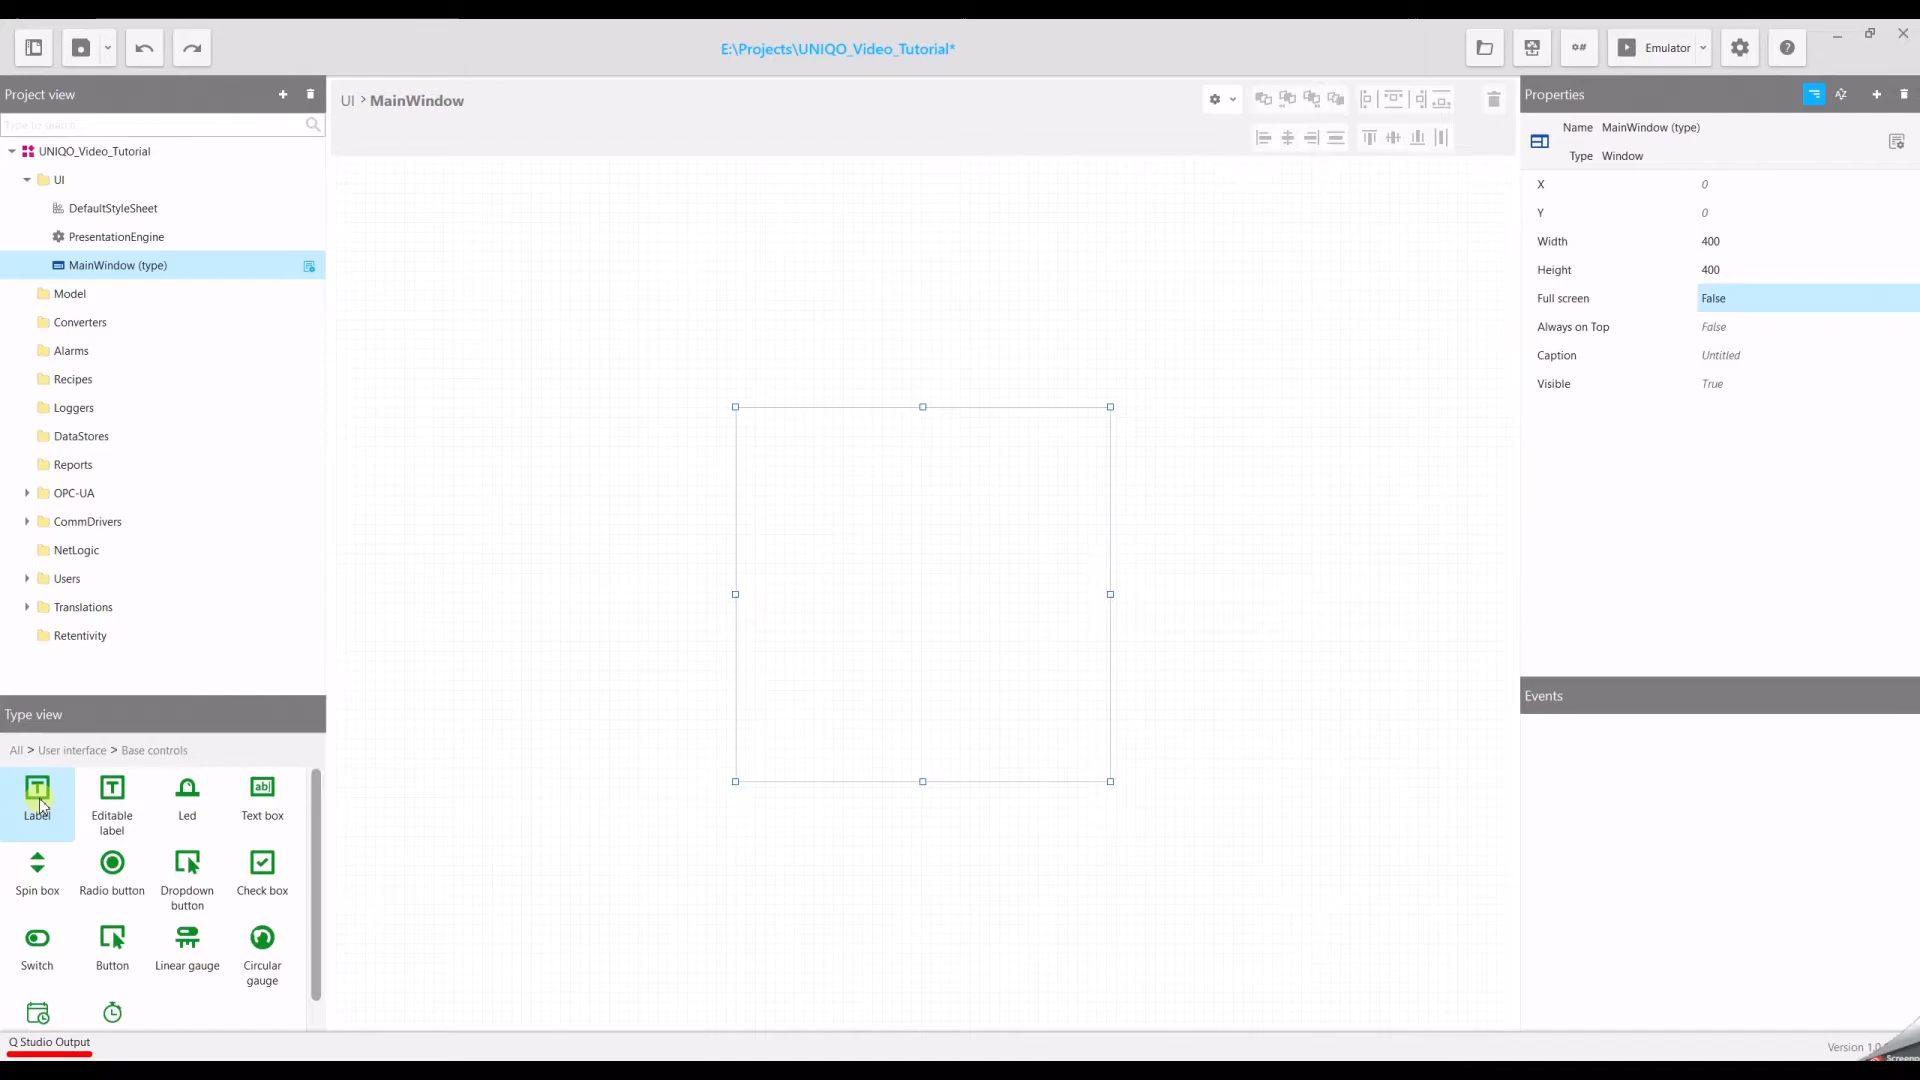 E:\Projects\UNIQO_Video_Tutorial*
Emulator
Project view
Type to search...
UNIQO_Video_Tutorial
UI
DefaultStyleSheet
PresentationEngine
MainWindow (type)
Model
Converters
Alarms
Recipes
Loggers
DataStores
Reports
OPC-UA
CommDrivers
NetLogic
Users
Translations
Retentivity
Type view
All > User interface > Base controls
Label
Editable
label
Led
Text box
Spin box
Radio button
Dropdown
button
Check box
Switch
Button
Linear gauge
Circular
gauge
Q Studio Output
UI > MainWindow
Properties
Name MainWindow (type)
Type Window
X 0
Y 0
Width 400
Height 400
Full screen False
Always on Top False
Caption Untitled
Visible True
Events
Version